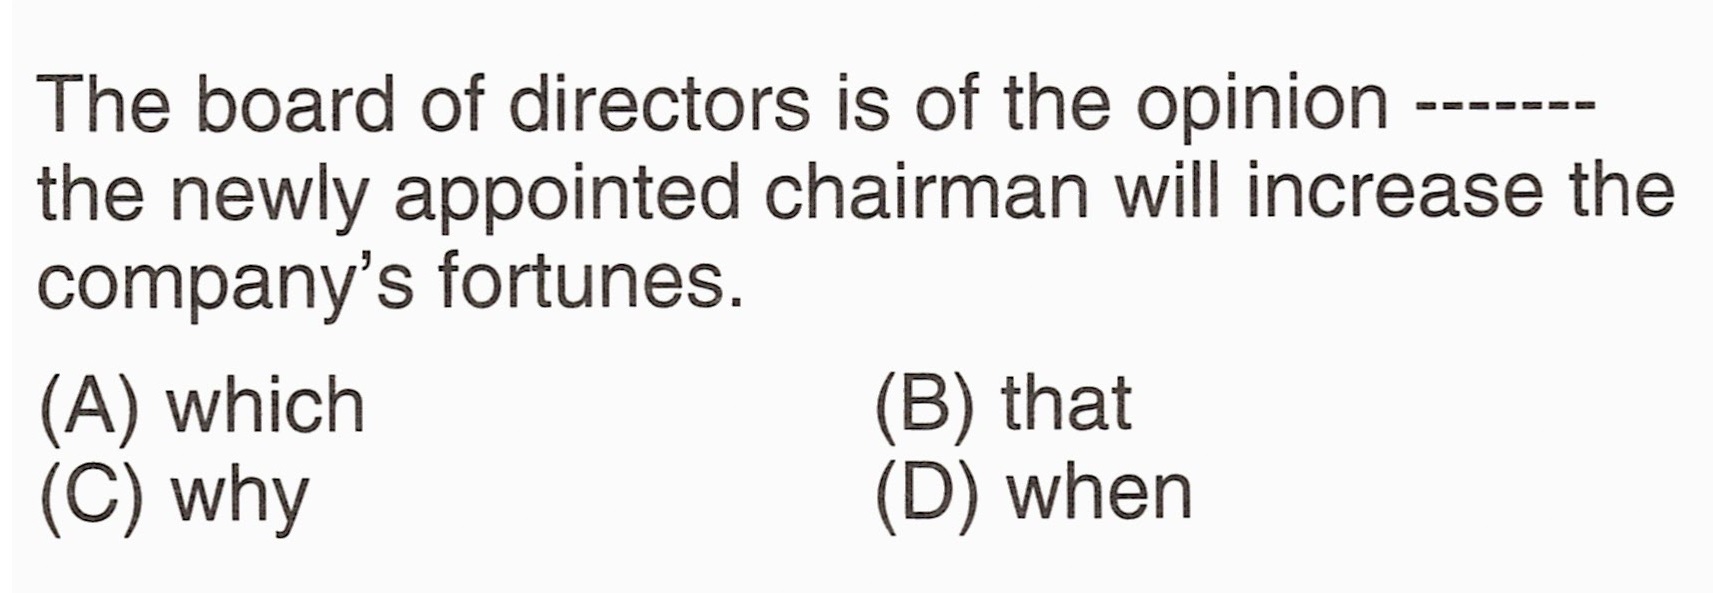 The board of directors is of the opinion -------
the newly appointed chairman will increase the
company’s fortunes.
(A) which (B) that
(C) why (D) when